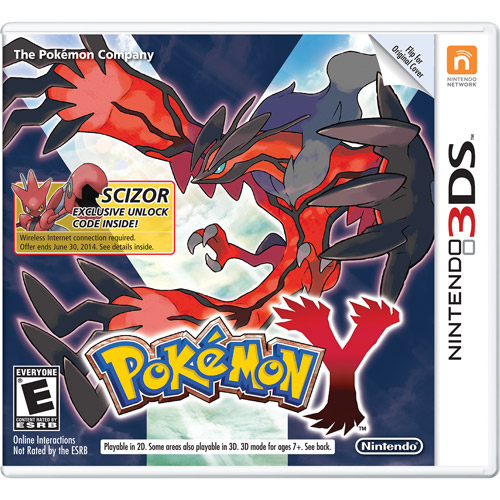 The Pokémon Company
Flip for
Original Cover
NINTENDO
NETWORK
NINTENDO 3DS
SCIZOR
EXCLUSIVE UNLOCK
CODE INSIDE!
Wireless Internet connection required.
Offer ends June 30, 2014. See details inside.
POKéMON Y
TM
EVERYONE
E
CONTENT RATED BY
ESRB
Online Interactions
Not Rated by the ESRB
Playable in 2D. Some areas also playable in 3D. 3D mode for ages 7+. See back.
Nintendo